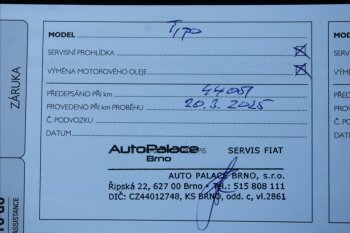 MODEL Tipo
SERVISNÍ PROHLÍDKA
VÝMĚNA MOTOROVÉHO OLEJE
PŘEDEPSÁNO PŘI km 44051
PROVEDENO PŘI km PROBĚHU 20.3.2025
Č. PODVOZKU
DATUM
AutoPalace SERVIS FIAT
Brno
AUTO PALACE BRNO, s.r.o.
Řipská 22, 627 00 Brno • Tel.: 515 808 111
DIČ: CZ44012748, KS BRNO, odd. c, vl.2861
ZÁRUKA
ASSISTANCE